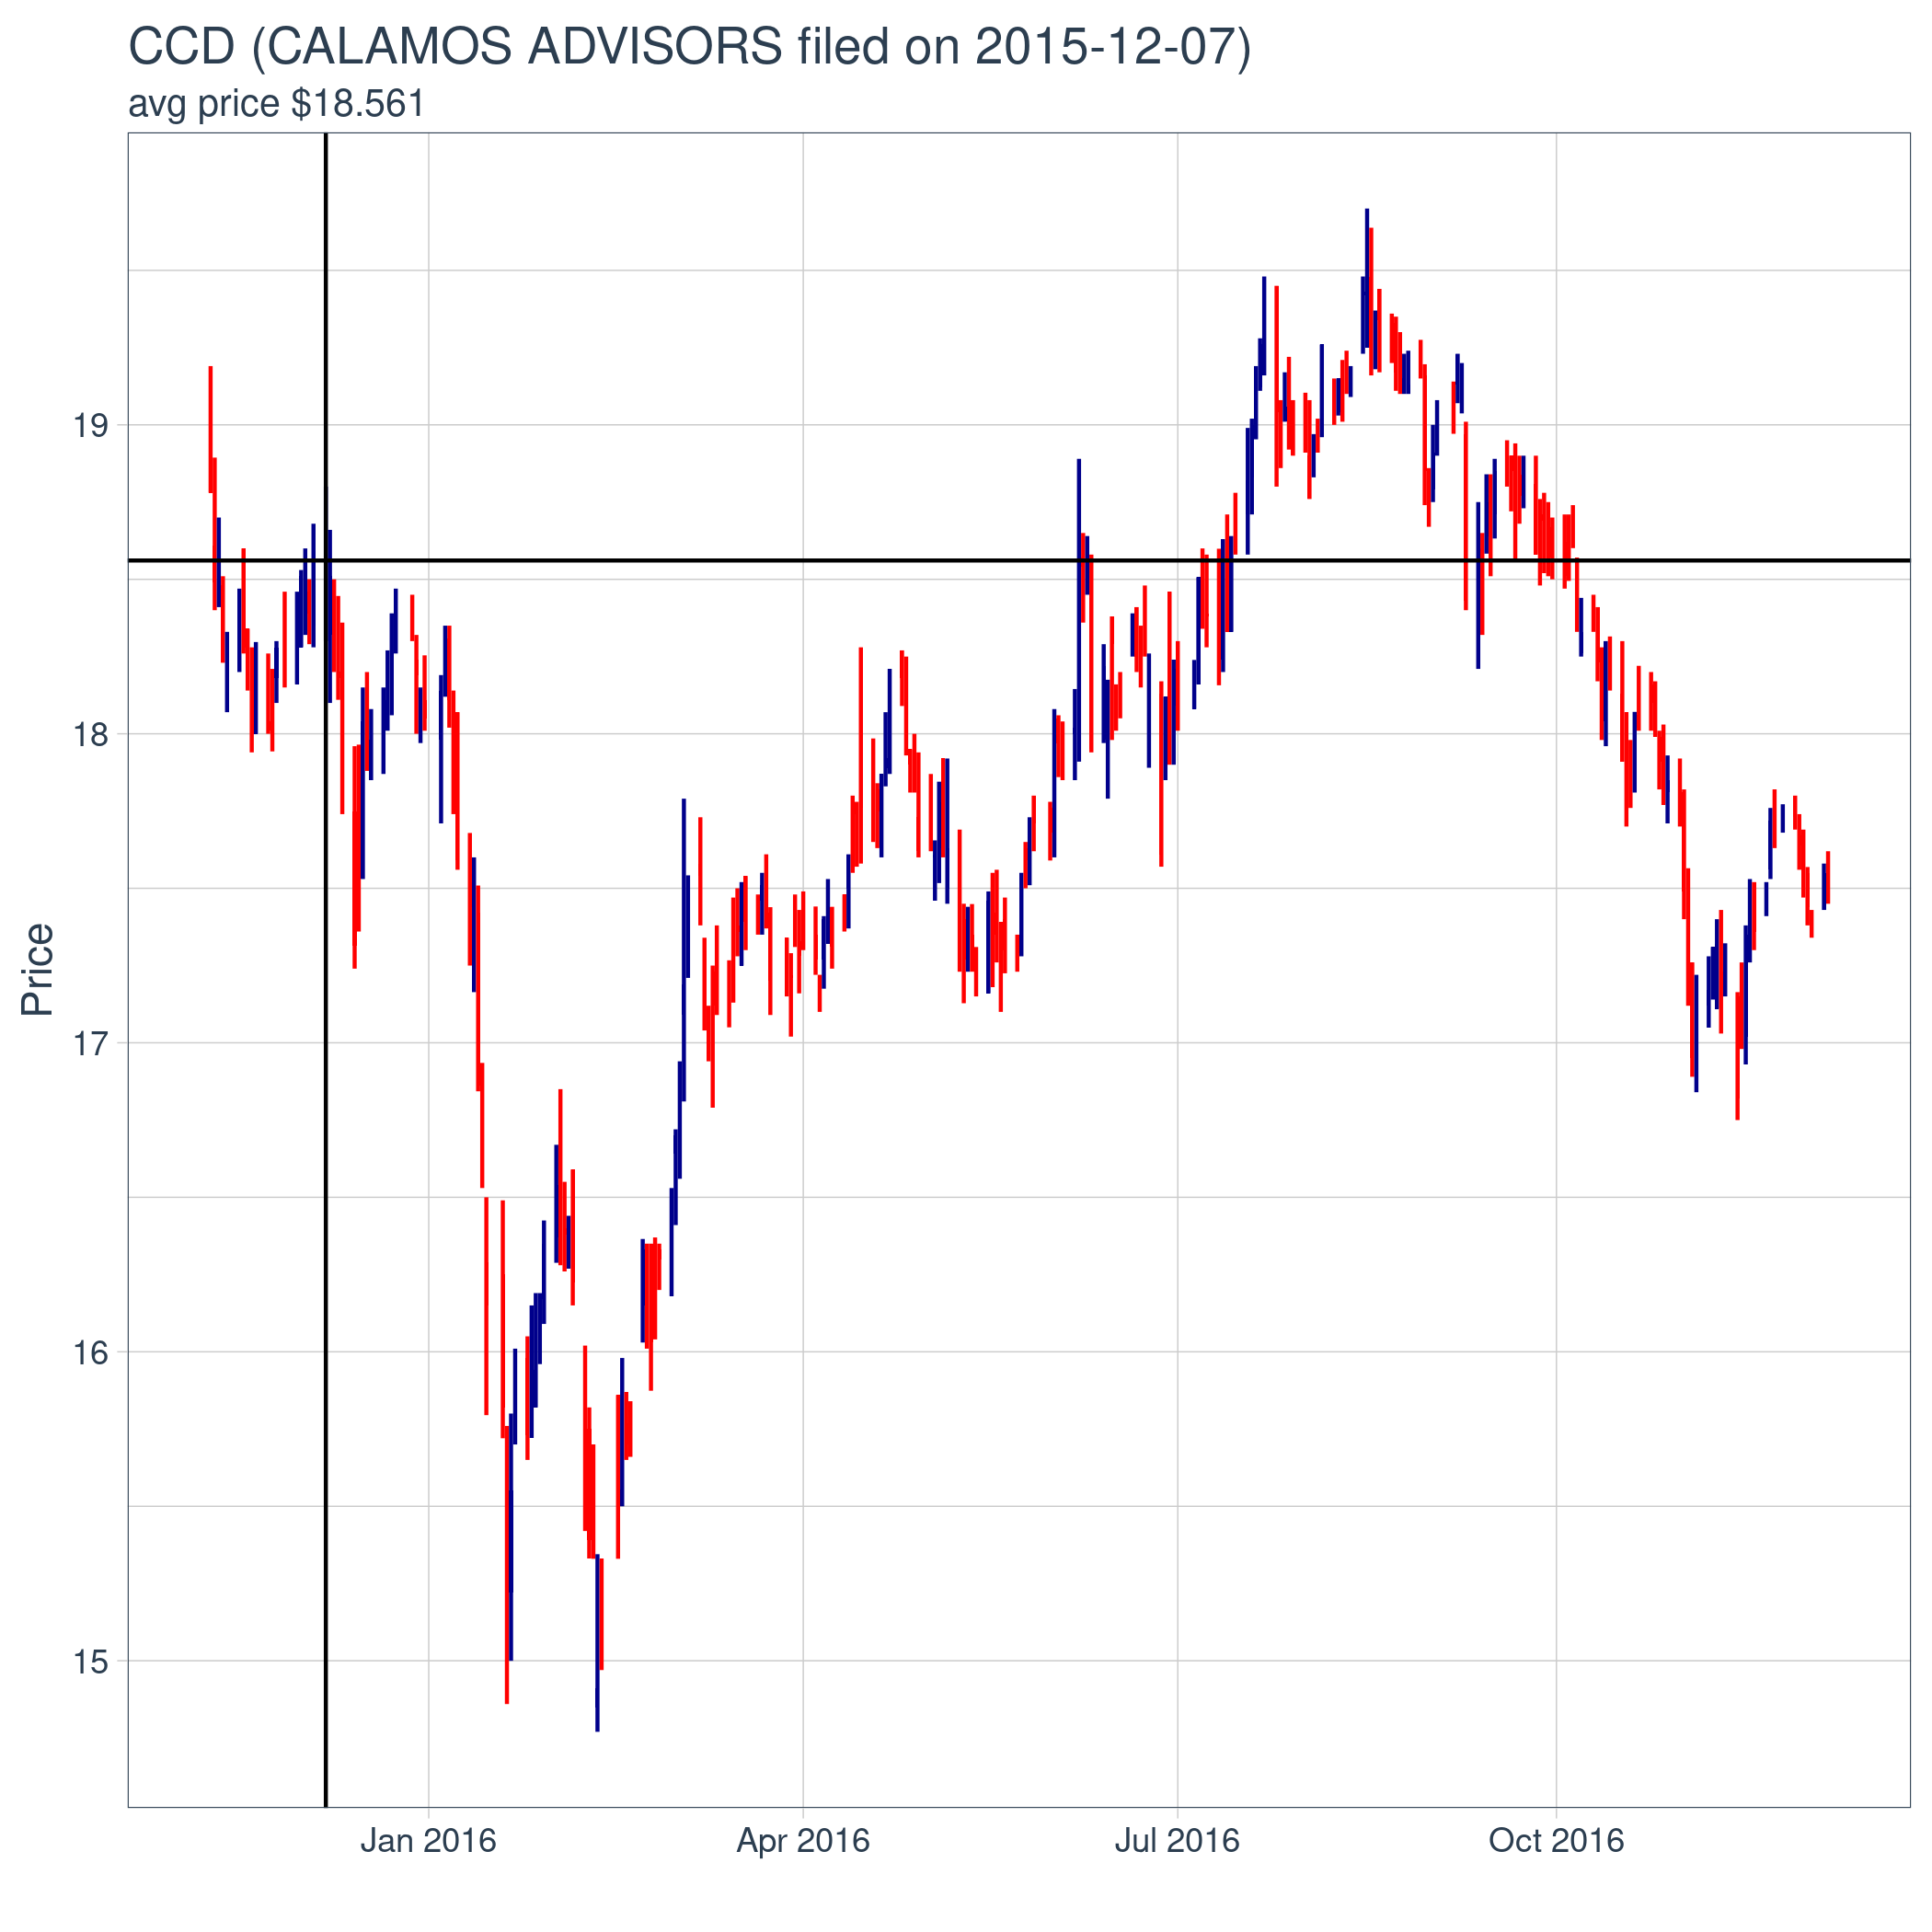 CCD (CALAMOS ADVISORS filed on 2015-12-07)
avg price $18.561
Price
19
18
17
16
15
Jan 2016
Apr 2016
Jul 2016
Oct 2016